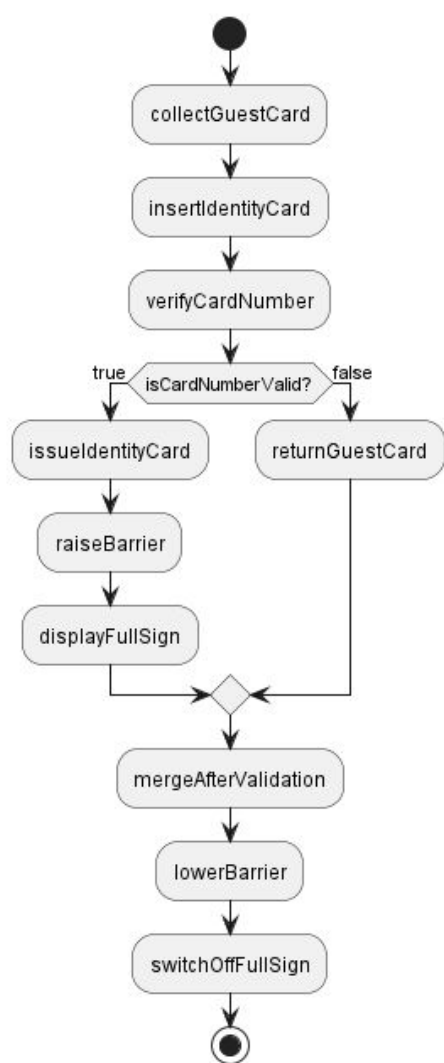 collectGuestCard
insertIdentityCard
verifyCardNumber
true
isCardNumberValid?
false
issueIdentityCard
returnGuestCard
raiseBarrier
displayFullSign
mergeAfterValidation
lowerBarrier
switchOffFullSign